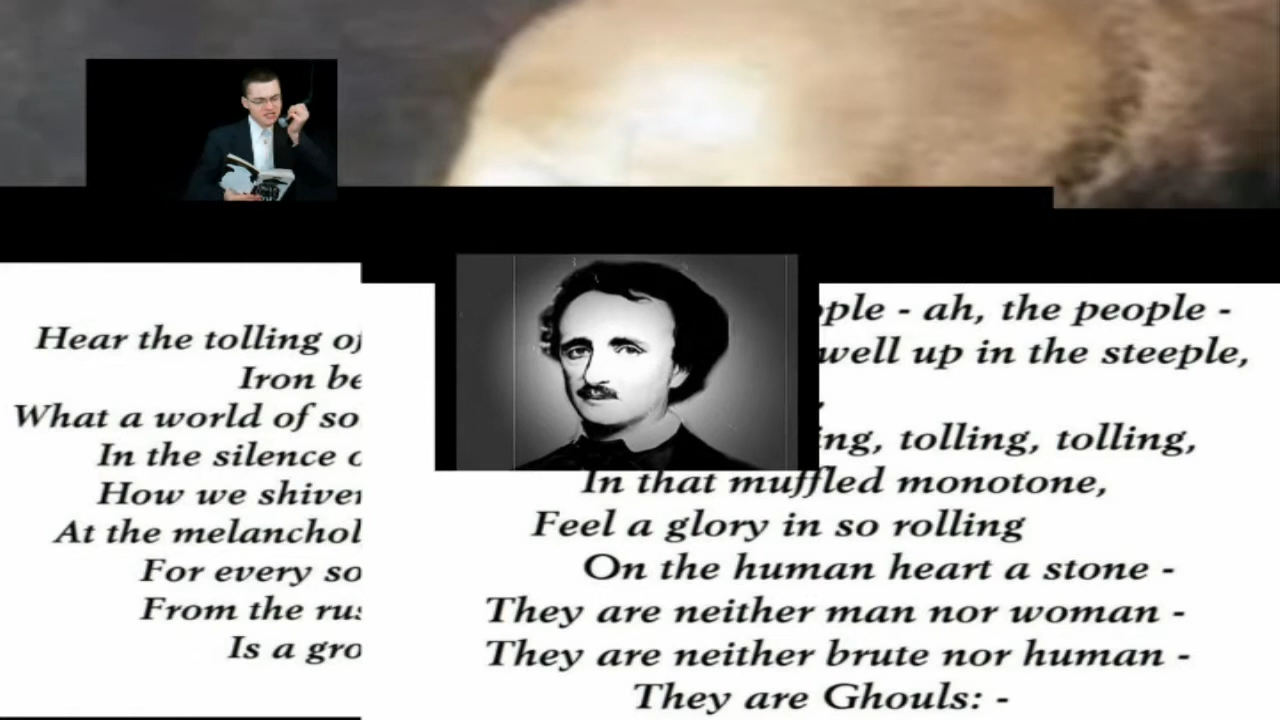 Hear the tolling of
Iron be
What a world of so
In the silence o
How we shiver
At the melanchol
For every so
From the rus
Is a gro
ople - ah, the people -
well up in the steeple,
ing, tolling, tolling,
In that muffled monotone,
Feel a glory in so rolling
On the human heart a stone -
They are neither man nor woman -
They are neither brute nor human -
They are Ghouls: -